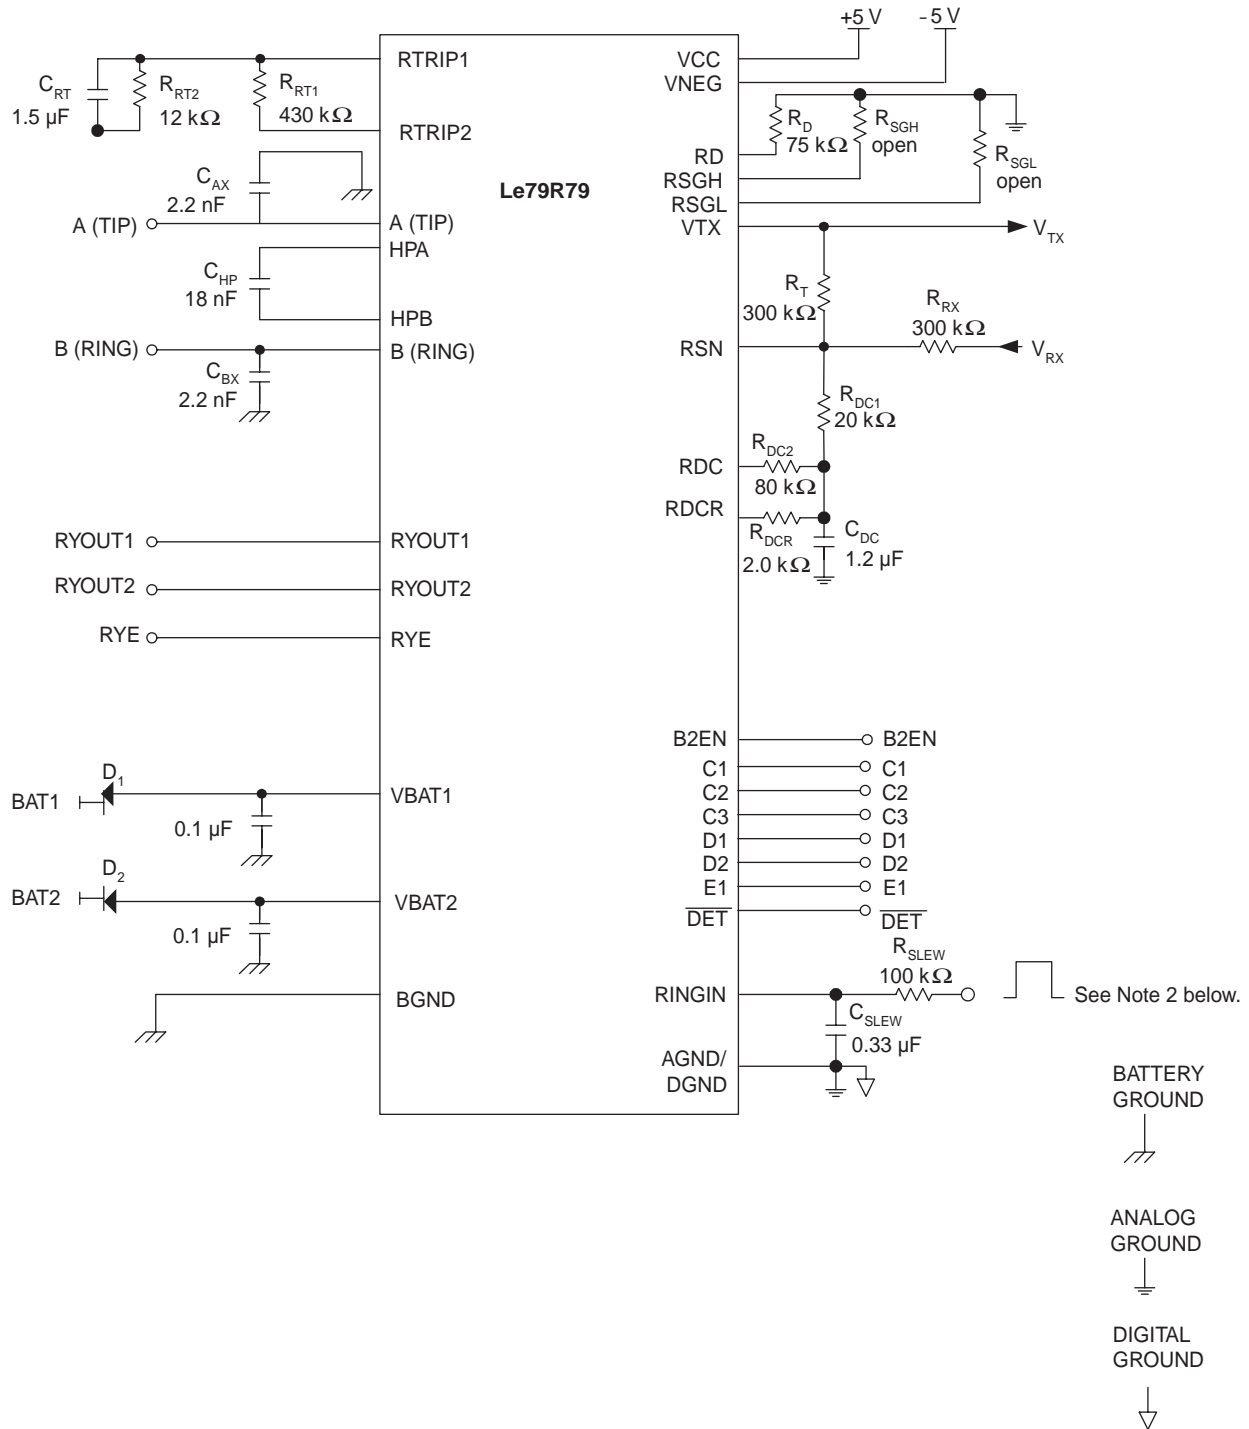 +5 V
-5 V
RTRIP1
VCC
VNEG
C_RT
1.5 µF
R_RT2
12 kΩ
R_RT1
430 kΩ
RTRIP2
R_D
75 kΩ
R_SGH
open
R_SGL
open
RD
RSGH
RSGL
Le79R79
C_AX
2.2 nF
A (TIP)
A (TIP)
VTX
V_TX
HPA
C_HP
18 nF
HPB
R_T
300 kΩ
R_RX
300 kΩ
B (RING)
B (RING)
RSN
V_RX
C_BX
2.2 nF
R_DC1
20 kΩ
RDC
R_DC2
80 kΩ
RDCR
R_DCR
2.0 kΩ
C_DC
1.2 µF
RYOUT1
RYOUT1
RYOUT2
RYOUT2
RYE
RYE
B2EN
B2EN
C1
C1
C2
C2
C3
C3
D1
D1
D2
D2
E1
E1
DET
DET
BAT1
D_1
VBAT1
0.1 µF
BAT2
D_2
VBAT2
0.1 µF
BGND
RINGIN
R_SLEW
100 kΩ
See Note 2 below.
C_SLEW
0.33 µF
AGND/
DGND
BATTERY
GROUND
ANALOG
GROUND
DIGITAL
GROUND